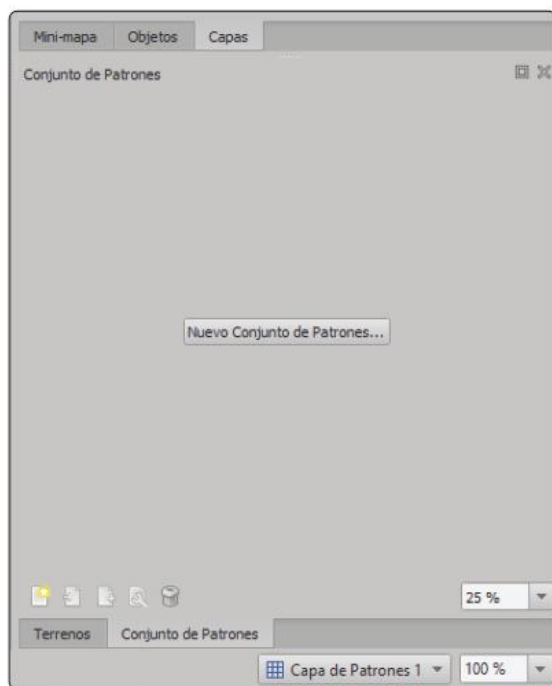 Mini-mapa Objetos Capas
Conjunto de Patrones
Nuevo Conjunto de Patrones...
25 %
Terrenos Conjunto de Patrones
Capa de Patrones 1 100 %